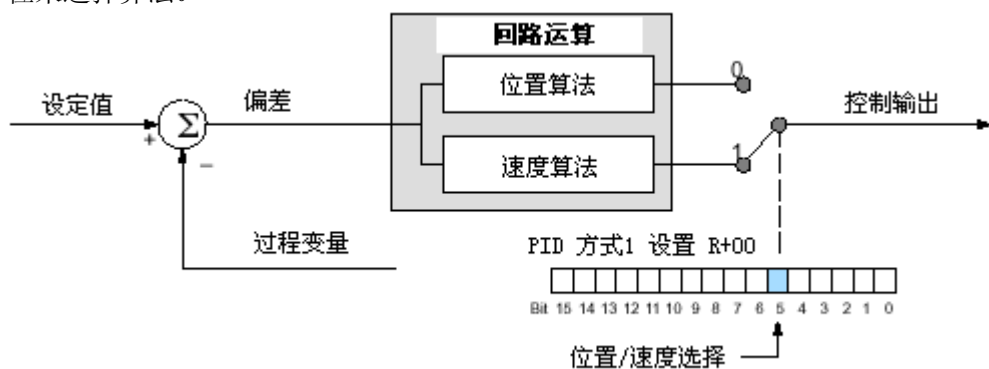 回路运算
位置算法
0
设定值
偏差
控制输出
Σ
+
−
速度算法
1
过程变量
PID 方式1 设置 R+00
Bit 15 14 13 12 11 10 9 8 7 6 5 4 3 2 1 0
位置/速度选择